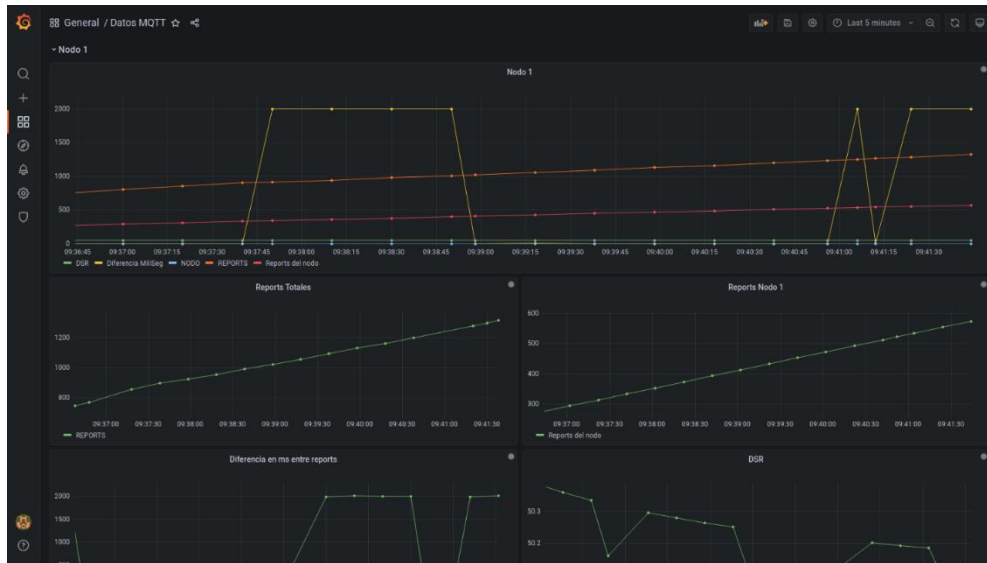 General / Datos MQTT
Last 5 minutes
Nodo 1
Nodo 1
2000
1500
1000
500
0
09:36:45 09:37:00 09:37:15 09:37:30 09:37:45 09:38:00 09:38:15 09:38:30 09:38:45 09:39:00 09:39:15 09:39:30 09:39:45 09:40:00 09:40:15 09:40:30 09:40:45 09:41:00 09:41:15 09:41:30
DSR Diferencia MiliSeg NODO REPORTS Reports del nodo
Reports Totales
1200
1000
800
09:37:00 09:37:30 09:38:00 09:38:30 09:39:00 09:39:30 09:40:00 09:40:30 09:41:00 09:41:30
REPORTS
Reports Nodo 1
600
500
400
300
09:37:00 09:37:30 09:38:00 09:38:30 09:39:00 09:39:30 09:40:00 09:40:30 09:41:00 09:41:30
Reports del nodo
Diferencia en ms entre reports
2000
1500
1000
DSR
50.3
50.2